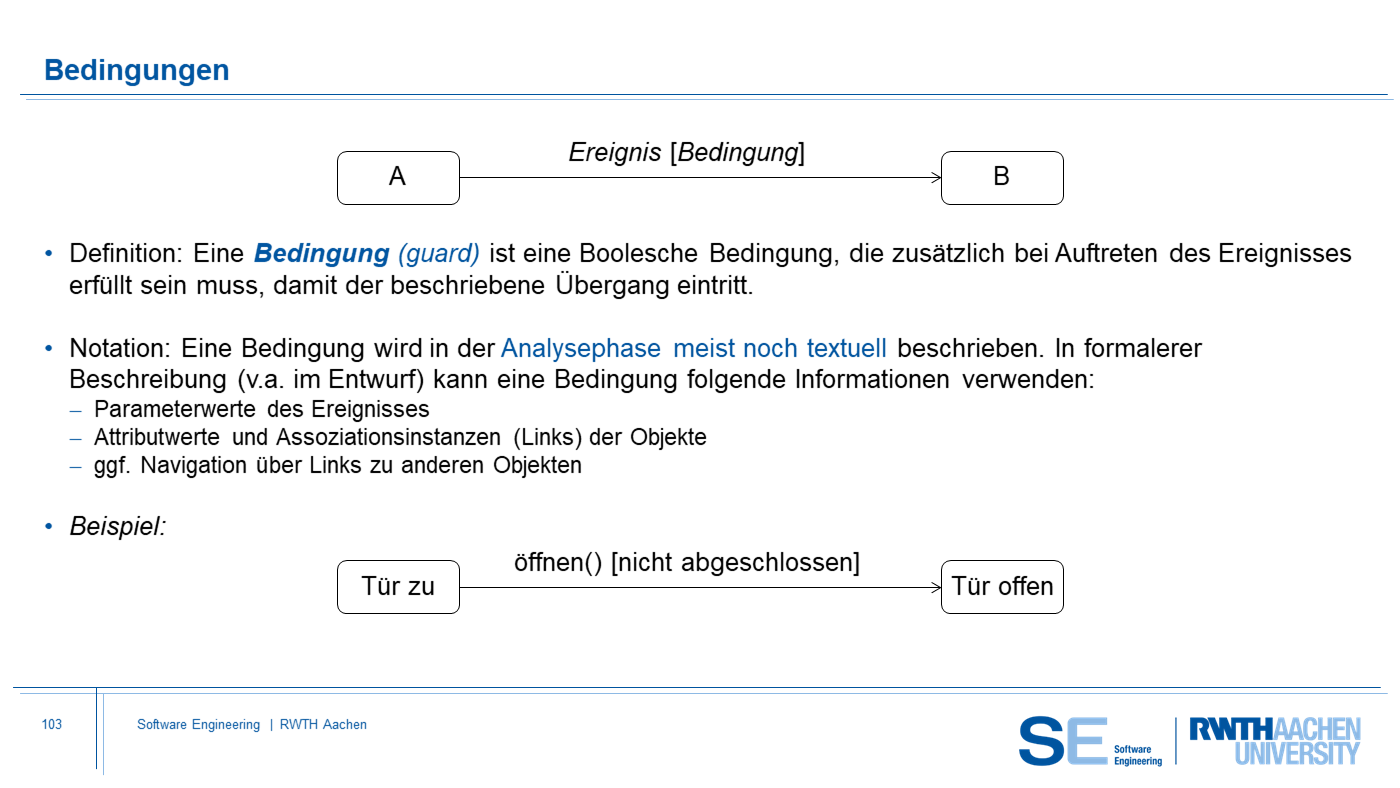 Bedingungen
Ereignis [Bedingung]
A
B
• Definition: Eine Bedingung (guard) ist eine Boolesche Bedingung, die zusätzlich bei Auftreten des Ereignisses
erfüllt sein muss, damit der beschriebene Übergang eintritt.
• Notation: Eine Bedingung wird in der Analysephase meist noch textuell beschrieben. In formalerer
Beschreibung (v.a. im Entwurf) kann eine Bedingung folgende Informationen verwenden:
– Parameterwerte des Ereignisses
– Attributwerte und Assoziationsinstanzen (Links) der Objekte
– ggf. Navigation über Links zu anderen Objekten
• Beispiel:
öffnen() [nicht abgeschlossen]
Tür zu
Tür offen
103
Software Engineering | RWTH Aachen
SE Software
Engineering
RWTH AACHEN
UNIVERSITY